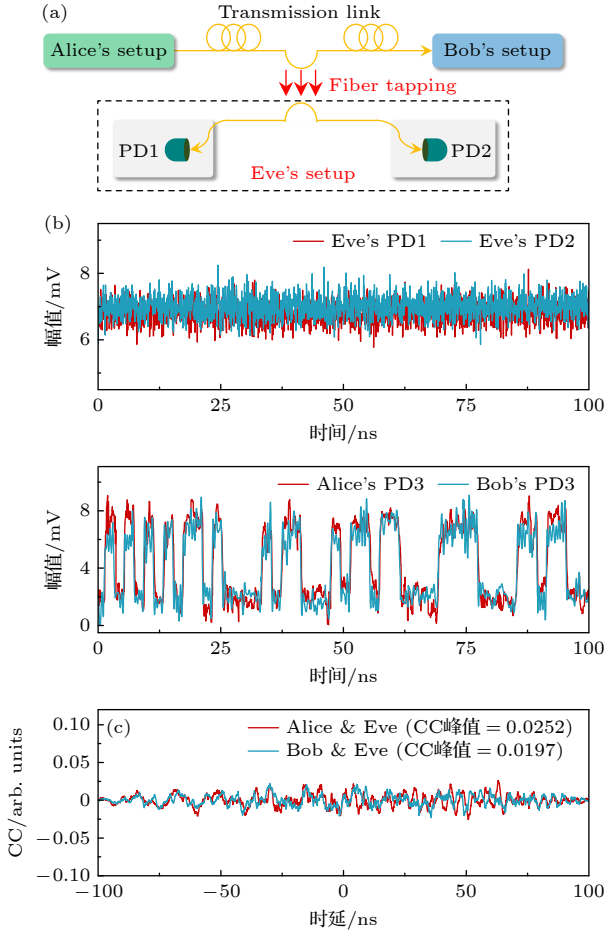 (a)
Transmission link
Alice's setup
Bob's setup
Fiber tapping
PD1
PD2
Eve's setup
(b)
Eve's PD1
Eve's PD2
幅值/mV
8
6
0
25
50
75
100
时间/ns
Alice's PD3
Bob's PD3
幅值/mV
8
4
0
0
25
50
75
100
时间/ns
(c)
Alice & Eve (CC峰值=0.0252)
Bob & Eve (CC峰值=0.0197)
CC/arb. units
0.10
0.05
0
−0.05
−0.10
−100
−50
0
50
100
时延/ns